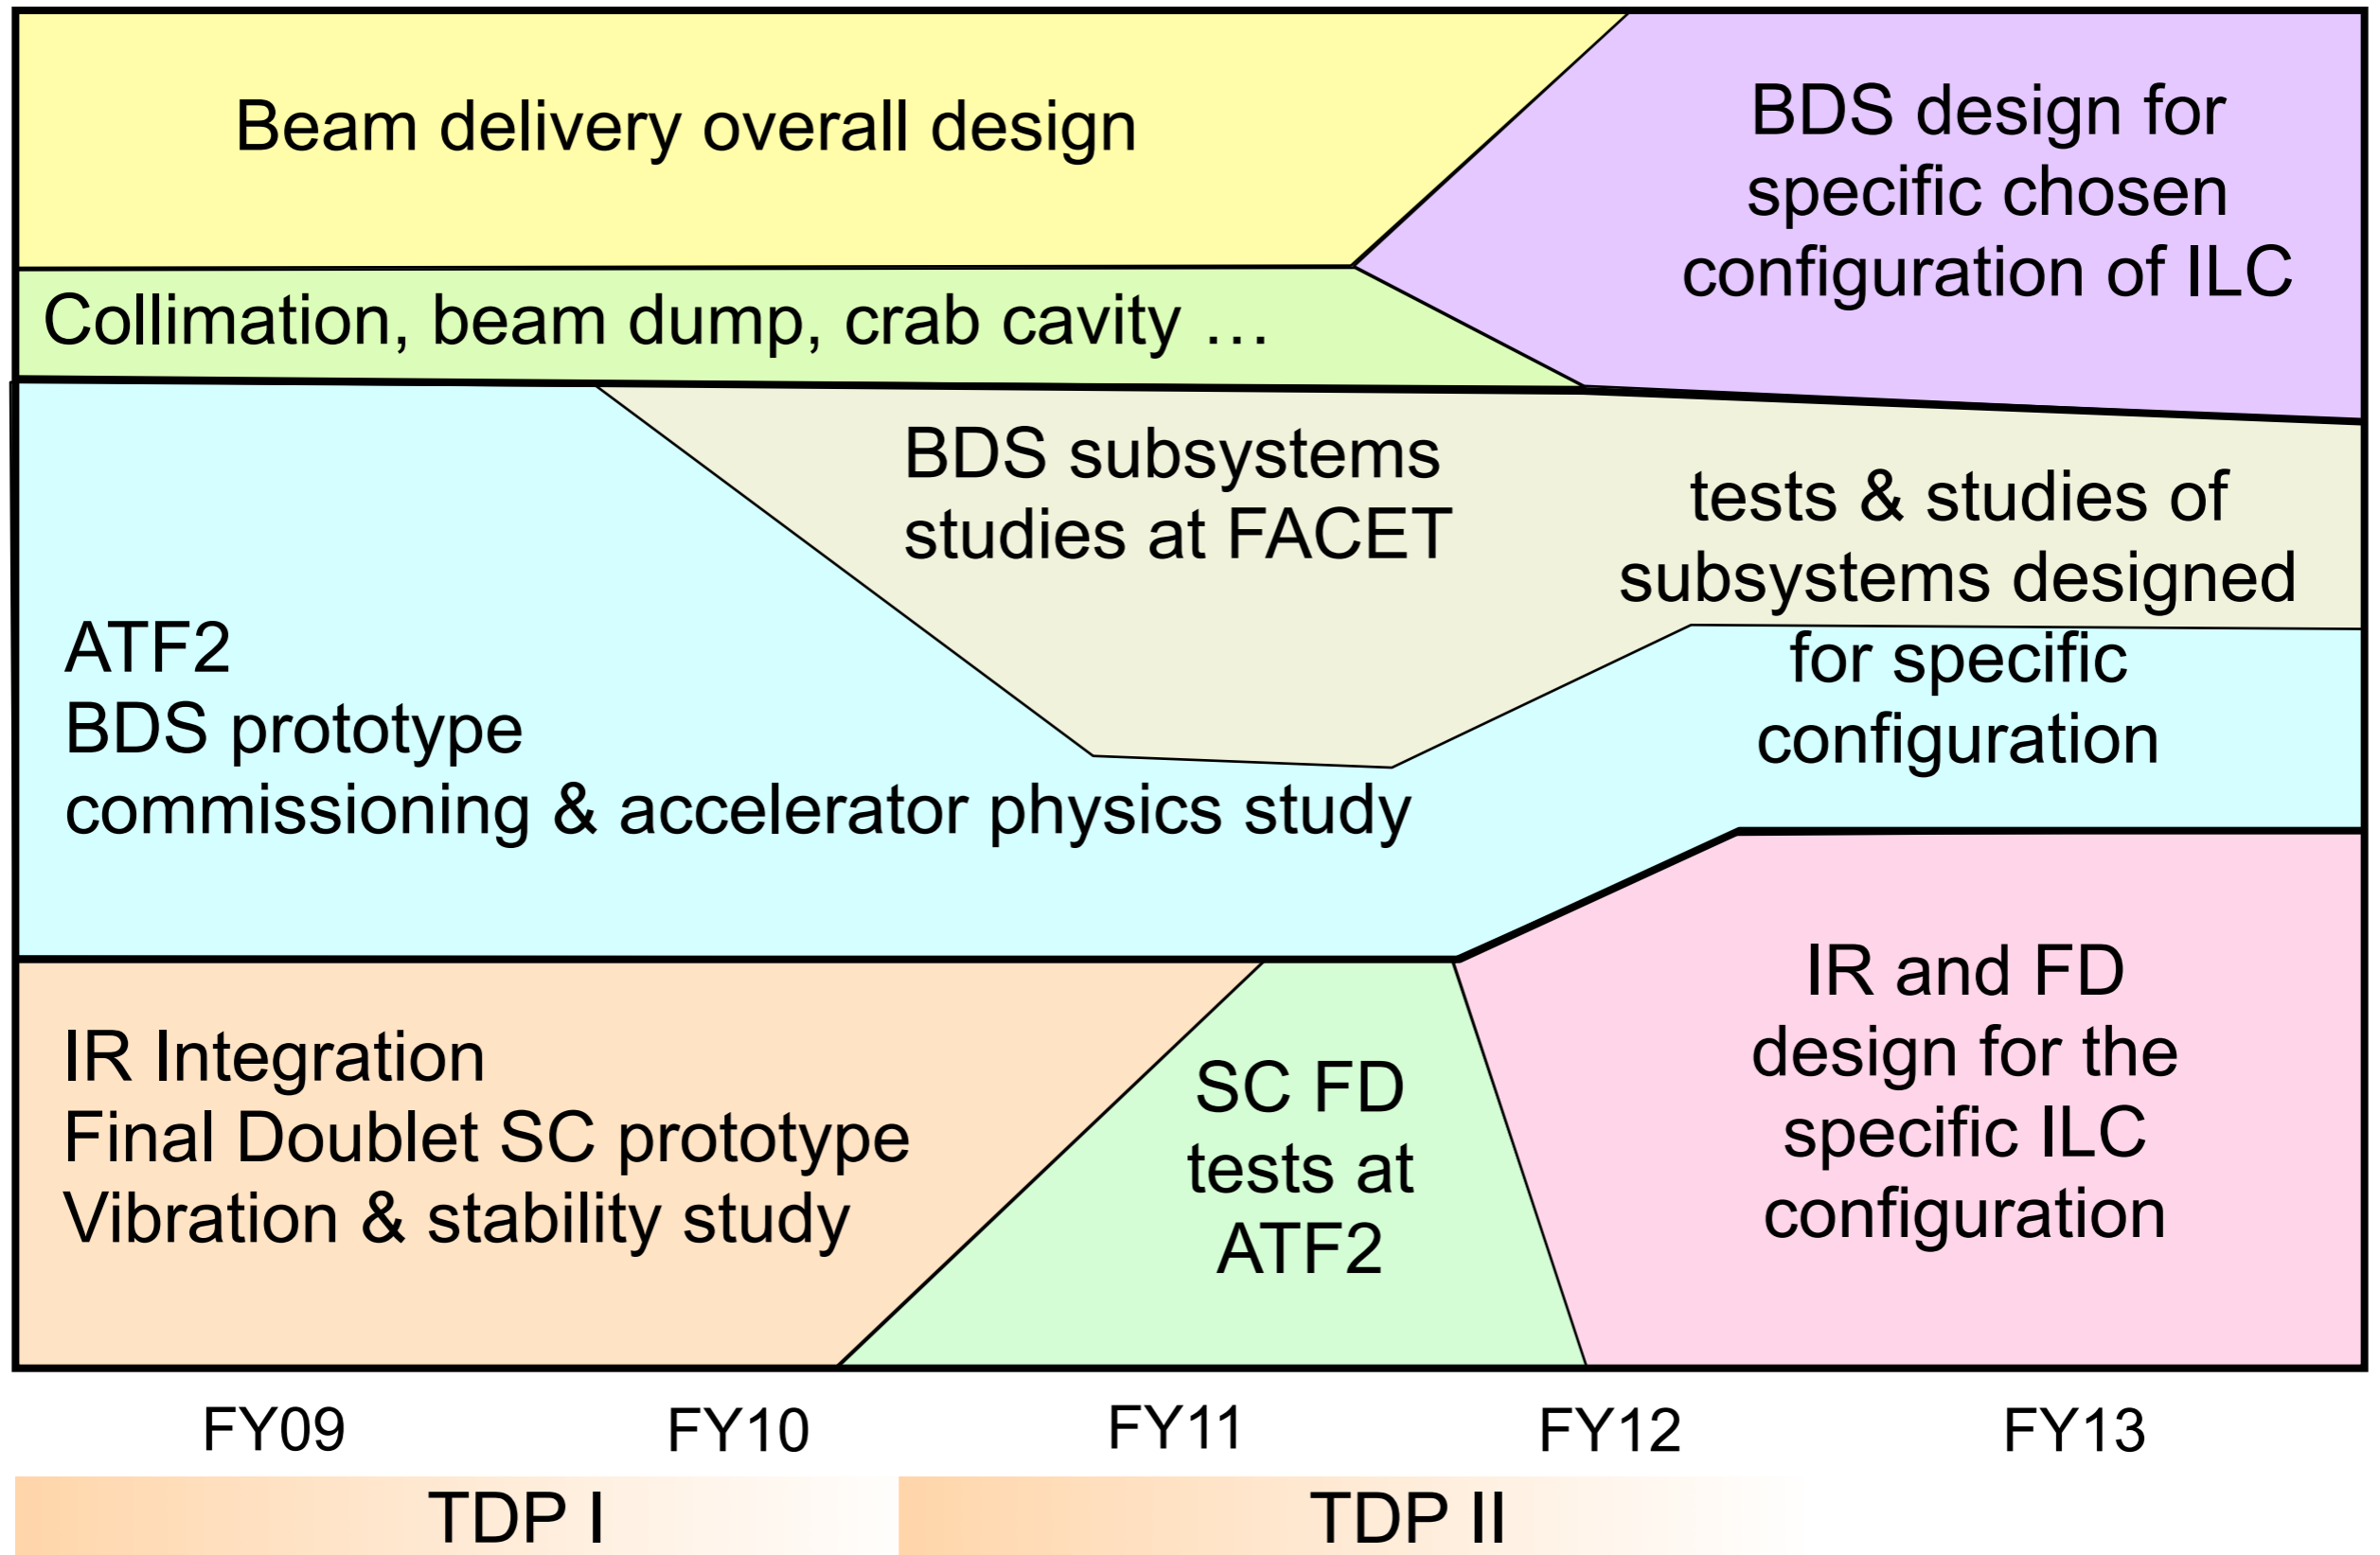 Beam delivery overall design
BDS design for
specific chosen
configuration of ILC
Collimation, beam dump, crab cavity …
BDS subsystems
studies at FACET
tests & studies of
subsystems designed
for specific
configuration
ATF2
BDS prototype
commissioning & accelerator physics study
IR Integration
Final Doublet SC prototype
Vibration & stability study
SC FD
tests at
ATF2
IR and FD
design for the
specific ILC
configuration
FY09 FY10 FY11 FY12 FY13
TDP I TDP II